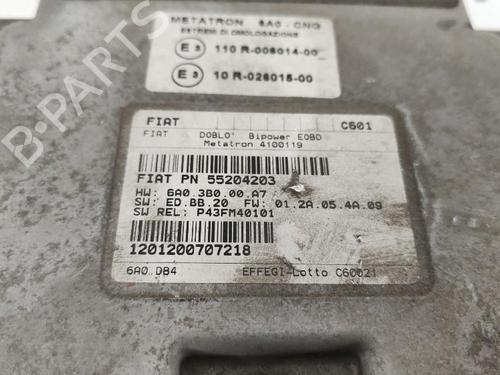 METATRON 6A0 - CNG
ESTREMI DI OMOLOGAZIONE
E3 110 R-006014-00
E3 10 R-026015-00
FIAT C601
FIAT DOBLO' Bipower EOBD
Metatron 4100119
FIAT PN 55204203
HW: 6A0.3B0.00.A7
SW: ED.BB.20 FW: 01.2A.05.4A.09
SW REL: P43FM40101
1201200707218
6A0.DB4 EFFEGI-Lotto C60021
B-PARTS